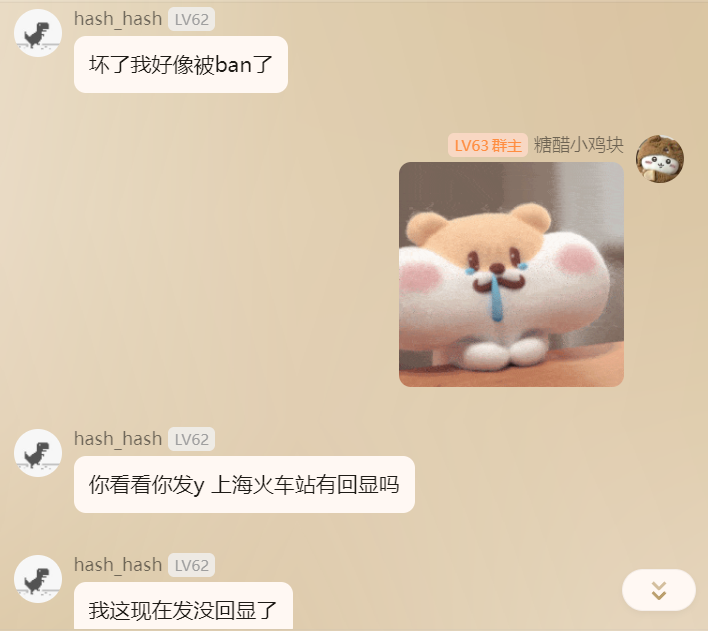 hash_hash LV62
坏了我好像被ban了
LV63 群主 糖醋小鸡块
hash_hash LV62
你看看你发y 上海火车站有回显吗
hash_hash LV62
我这现在发没回显了